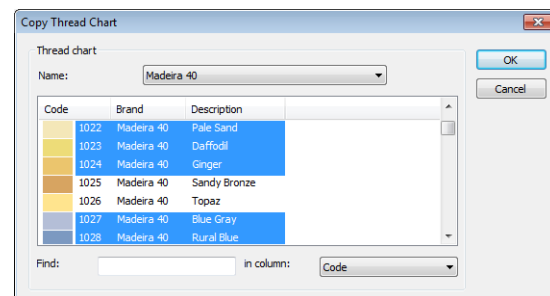 Copy Thread Chart
Thread chart
Name: Madeira 40
OK
Cancel
Code Brand Description
1022 Madeira 40 Pale Sand
1023 Madeira 40 Daffodil
1024 Madeira 40 Ginger
1025 Madeira 40 Sandy Bronze
1026 Madeira 40 Topaz
1027 Madeira 40 Blue Gray
1028 Madeira 40 Rural Blue
Find: in column: Code